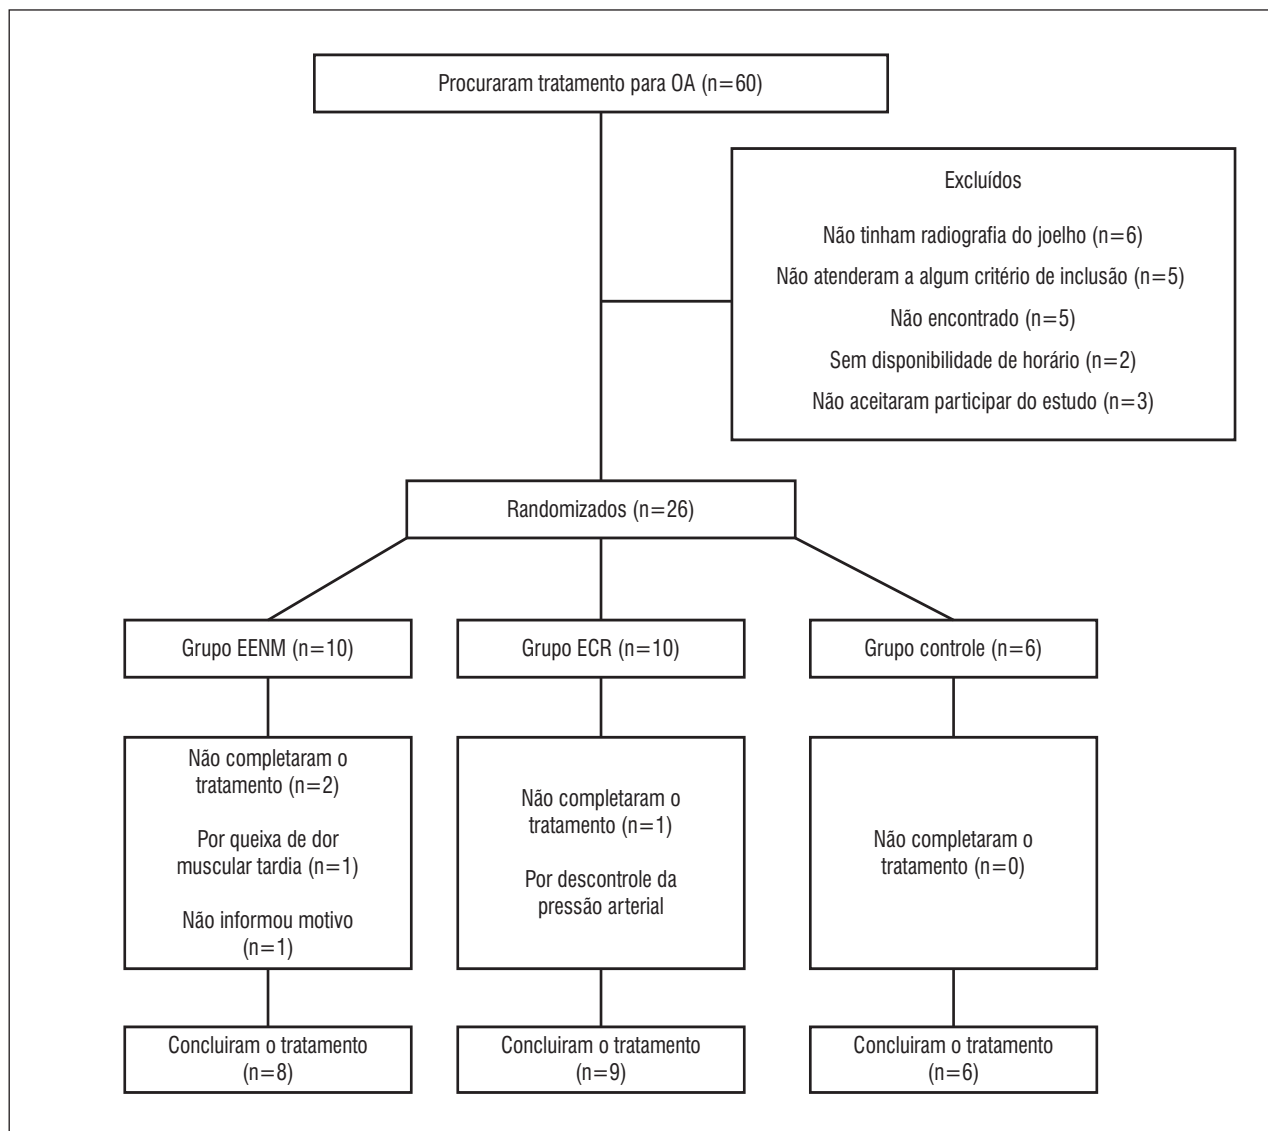 Procuraram tratamento para OA (n=60)
Excluídos
Não tinham radiografia do joelho (n=6)
Não atenderam a algum critério de inclusão (n=5)
Não encontrado (n=5)
Sem disponibilidade de horário (n=2)
Não aceitaram participar do estudo (n=3)
Randomizados (n=26)
Grupo EENM (n=10)
Grupo ECR (n=10)
Grupo controle (n=6)
Não completaram o
tratamento (n=2)
Por queixa de dor
muscular tardia (n=1)
Não informou motivo
(n=1)
Não completaram o
tratamento (n=1)
Por descontrole da
pressão arterial
Não completaram o
tratamento (n=0)
Concluiram o tratamento
(n=8)
Concluiram o tratamento
(n=9)
Concluiram o tratamento
(n=6)